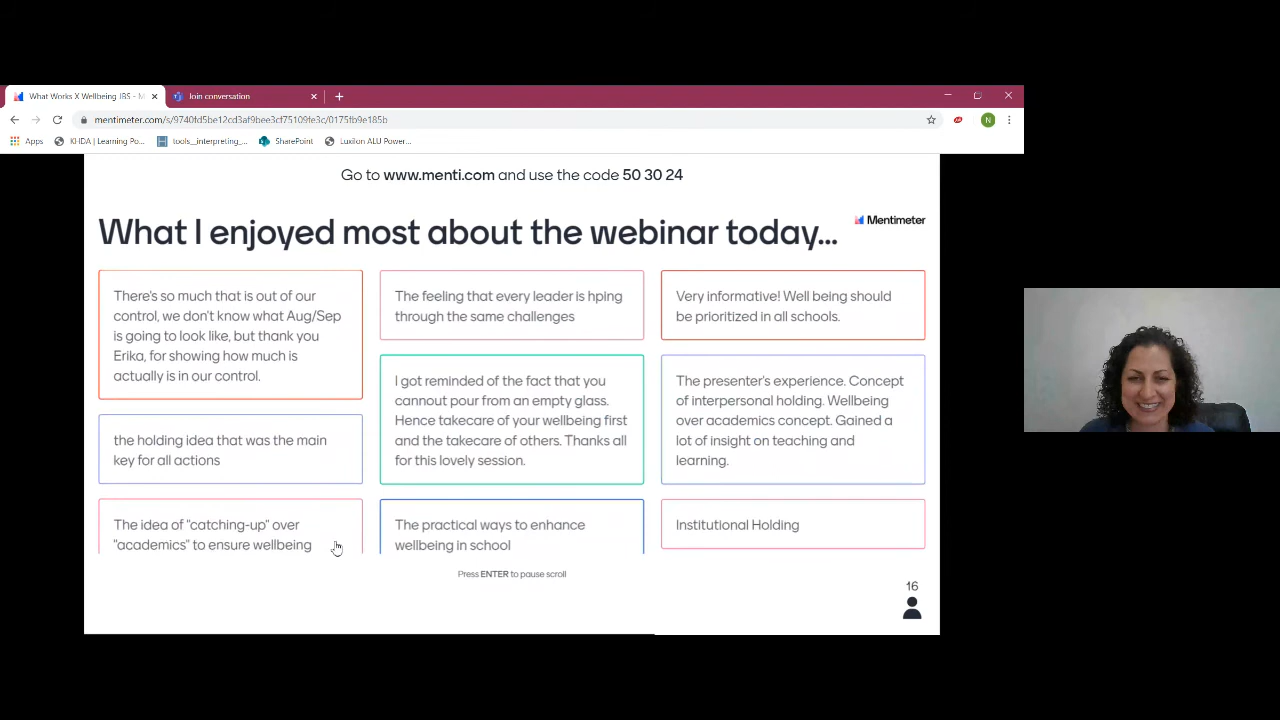 What Works X Wellbeing JBS - M
Join conversation
mentimeter.com/s/9740fd5be12cd3af9bee3cf75109fe3c/0175fb9e185b
N
Apps
KHDA | Learning Po...
tools_interpreting_...
SharePoint
Luxilon ALU Power...
Go to www.menti.com and use the code 50 30 24
What I enjoyed most about the webinar today...
Mentimeter
There's so much that is out of our
control, we don't know what Aug/Sep
is going to look like, but thank you
Erika, for showing how much is
actually is in our control.
the holding idea that was the main
key for all actions
The idea of "catching-up" over
"academics" to ensure wellbeing
The feeling that every leader is hping
through the same challenges
I got reminded of the fact that you
cannout pour from an empty glass.
Hence takecare of your wellbeing first
and the takecare of others. Thanks all
for this lovely session.
The practical ways to enhance
wellbeing in school
Very informative! Well being should
be prioritized in all schools.
The presenter's experience. Concept
of interpersonal holding. Wellbeing
over academics concept. Gained a
lot of insight on teaching and
learning.
Institutional Holding
Press ENTER to pause scroll
16